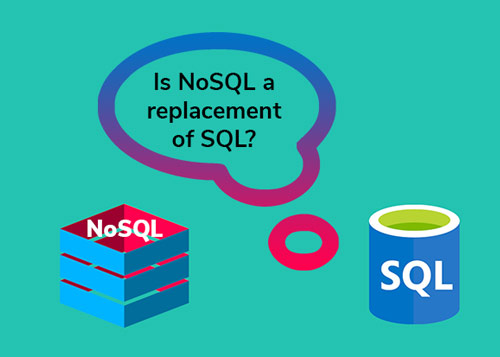 Is NoSQL a
replacement
of SQL?
NoSQL
SQL